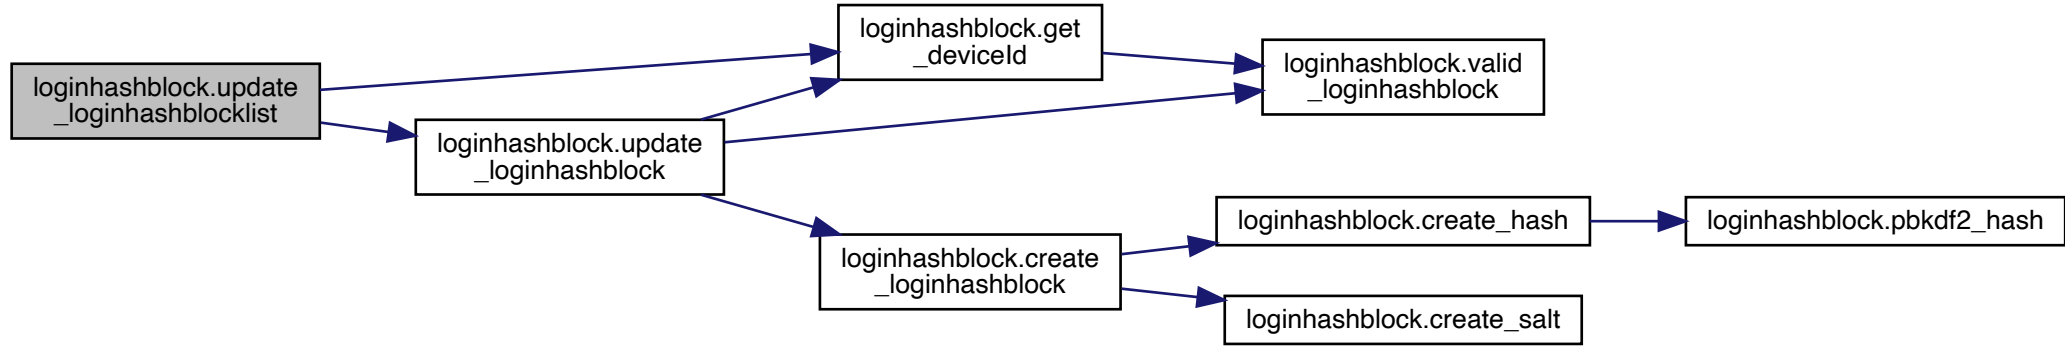 loginhashblock.update
_loginhashblocklist
loginhashblock.update
_loginhashblock
loginhashblock.get
_deviceId
loginhashblock.valid
_loginhashblock
loginhashblock.create
_loginhashblock
loginhashblock.create_hash
loginhashblock.pbkdf2_hash
loginhashblock.create_salt